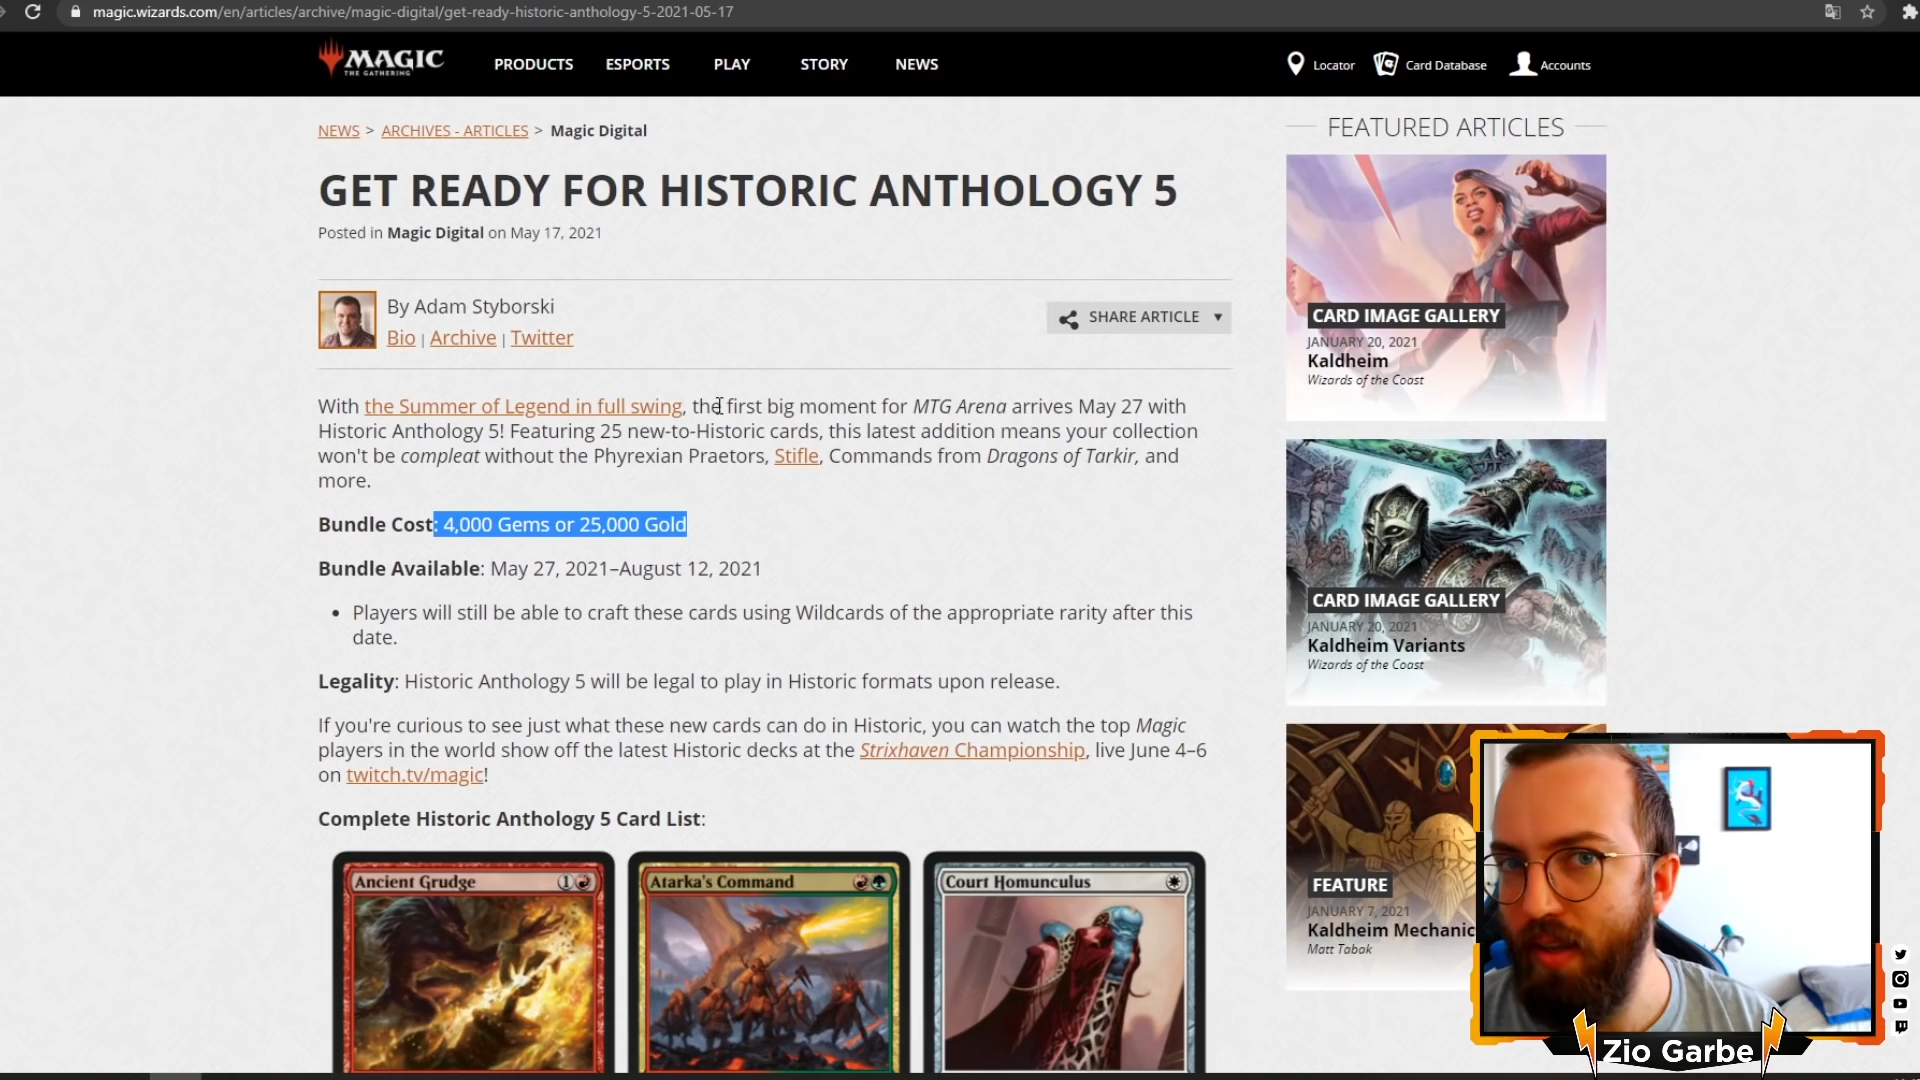 magic.wizards.com/en/articles/archive/magic-digital/get-ready-historic-anthology-5-2021-05-17
MAGIC
THE GATHERING
PRODUCTS
ESPORTS
PLAY
STORY
NEWS
Locator
Card Database
Accounts
NEWS > ARCHIVES - ARTICLES > Magic Digital
GET READY FOR HISTORIC ANTHOLOGY 5
Posted in Magic Digital on May 17, 2021
By Adam Styborski
Bio | Archive | Twitter
SHARE ARTICLE
With the Summer of Legend in full swing, the first big moment for MTG Arena arrives May 27 with
Historic Anthology 5! Featuring 25 new-to-Historic cards, this latest addition means your collection
won't be compleat without the Phyrexian Praetors, Stifle, Commands from Dragons of Tarkir, and
more.
Bundle Cost: 4,000 Gems or 25,000 Gold
Bundle Available: May 27, 2021–August 12, 2021
• Players will still be able to craft these cards using Wildcards of the appropriate rarity after this
date.
Legality: Historic Anthology 5 will be legal to play in Historic formats upon release.
If you're curious to see just what these new cards can do in Historic, you can watch the top Magic
players in the world show off the latest Historic decks at the Strixhaven Championship, live June 4–6
on twitch.tv/magic!
Complete Historic Anthology 5 Card List:
Ancient Grudge 1
Atarka's Command
Court Homunculus
FEATURED ARTICLES
CARD IMAGE GALLERY
JANUARY 20, 2021
Kaldheim
Wizards of the Coast
CARD IMAGE GALLERY
JANUARY 20, 2021
Kaldheim Variants
Wizards of the Coast
FEATURE
JANUARY 7, 2021
Kaldheim Mechanic
Matt Tabak
Zio Garbe